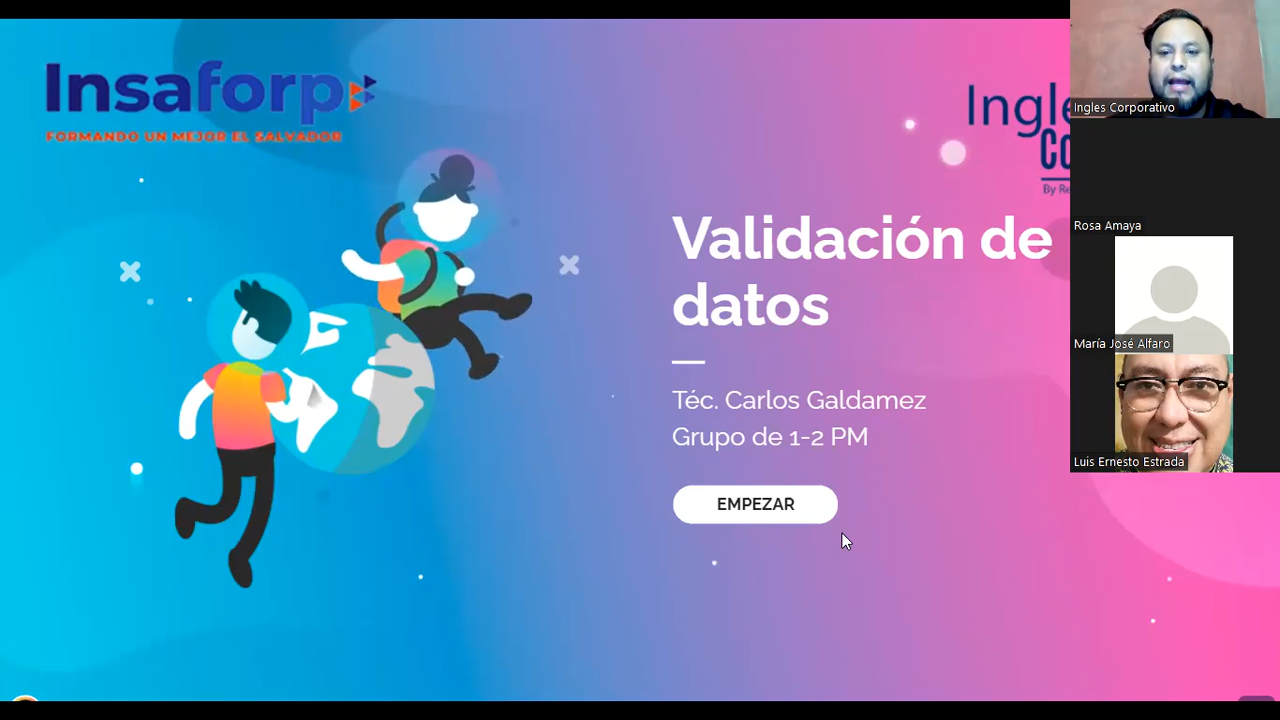 Insaforp
FORMANDO UN MEJOR EL SALVADOR
Validación de
datos
Téc. Carlos Galdamez
Grupo de 1-2 PM
EMPEZAR
Ingles Corporativo
Rosa Amaya
María José Alfaro
Luis Ernesto Estrada